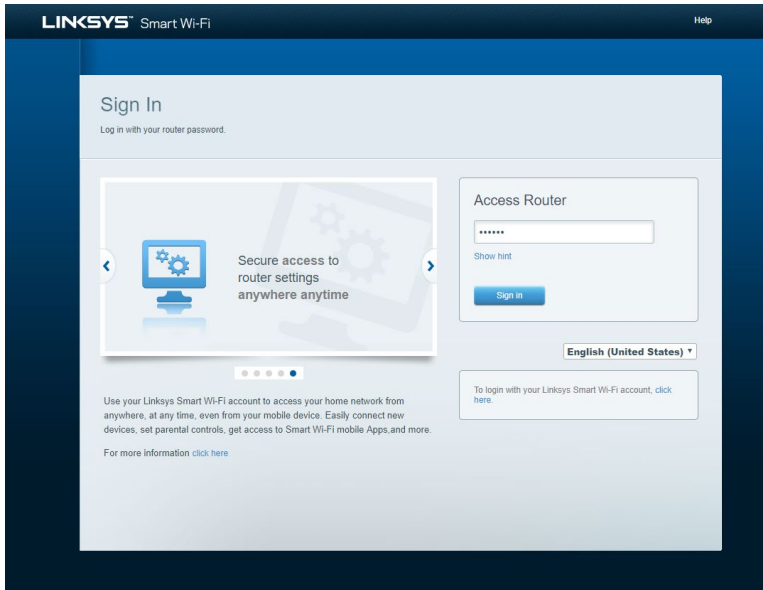 LINKSYS™ Smart Wi-Fi
Help
Sign In
Log in with your router password.
Secure access to
router settings
anywhere anytime
Use your Linksys Smart Wi-Fi account to access your home network from
anywhere, at any time, even from your mobile device. Easily connect new
devices, set parental controls, get access to Smart Wi-Fi mobile Apps,and more.
For more information click here
Access Router
••••••
Show hint
Sign in
English (United States)
To login with your Linksys Smart Wi-Fi account, click
here.